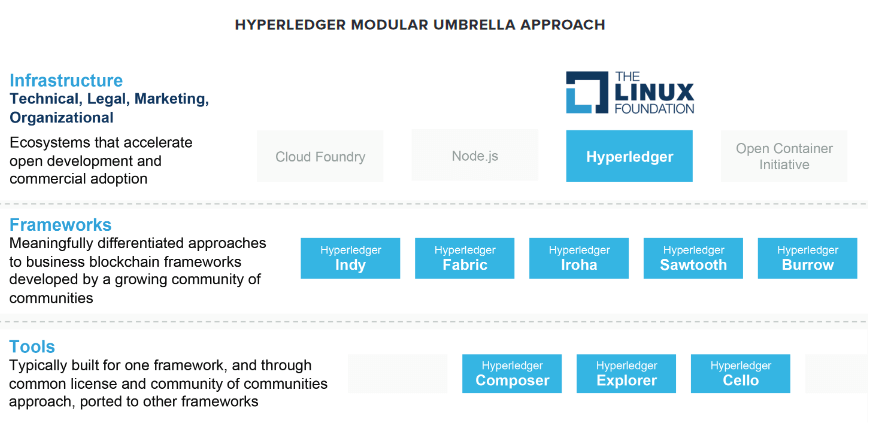 HYPERLEDGER MODULAR UMBRELLA APPROACH
Infrastructure
Technical, Legal, Marketing,
Organizational
Ecosystems that accelerate
open development and
commercial adoption
THE
LINUX
FOUNDATION
Cloud Foundry
Node.js
Hyperledger
Open Container
Initiative
Frameworks
Meaningfully differentiated approaches
to business blockchain frameworks
developed by a growing community of
communities
Hyperledger
Indy
Hyperledger
Fabric
Hyperledger
Iroha
Hyperledger
Sawtooth
Hyperledger
Burrow
Tools
Typically built for one framework, and through
common license and community of communities
approach, ported to other frameworks
Hyperledger
Composer
Hyperledger
Explorer
Hyperledger
Cello